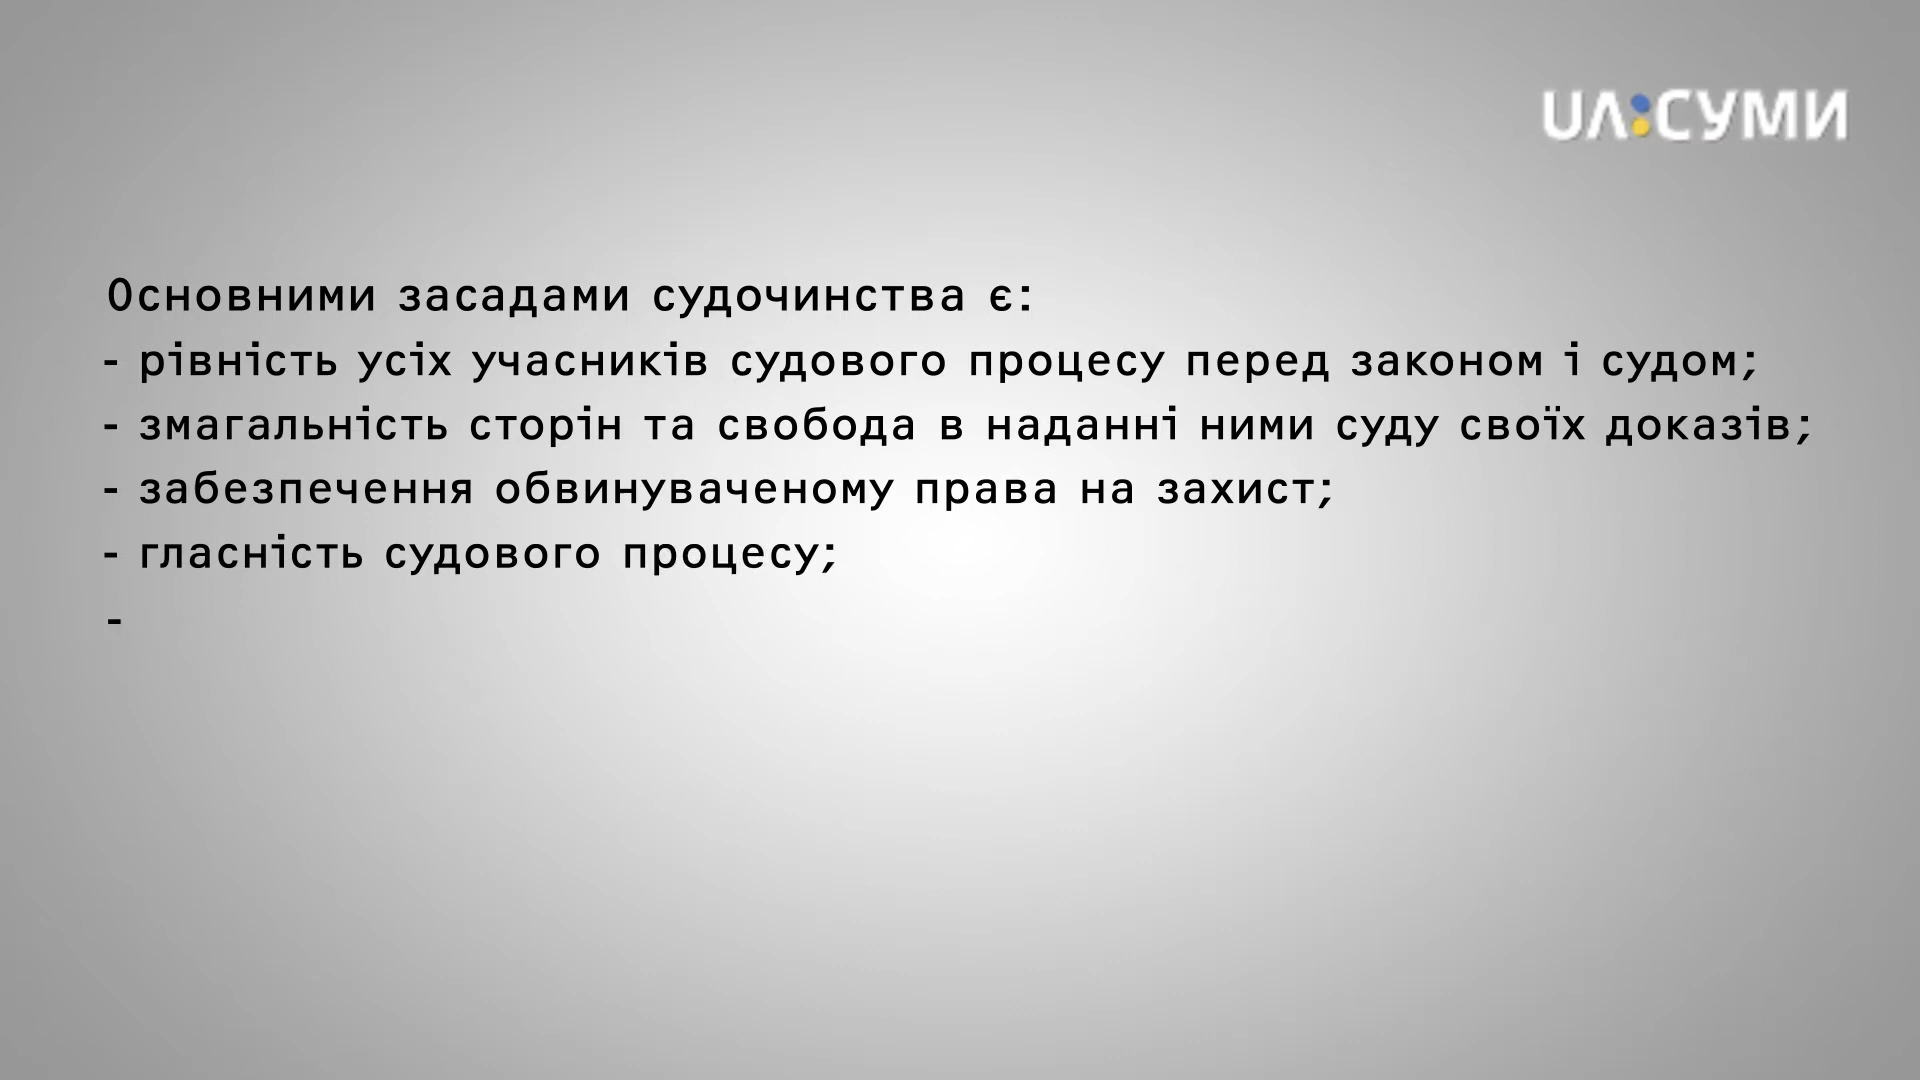 UA:СУМИ
Основними засадами судочинства є:
- рівність усіх учасників судового процесу перед законом і судом;
- змагальність сторін та свобода в наданні ними суду своїх доказів;
- забезпечення обвинуваченому права на захист;
- гласність судового процесу;
-